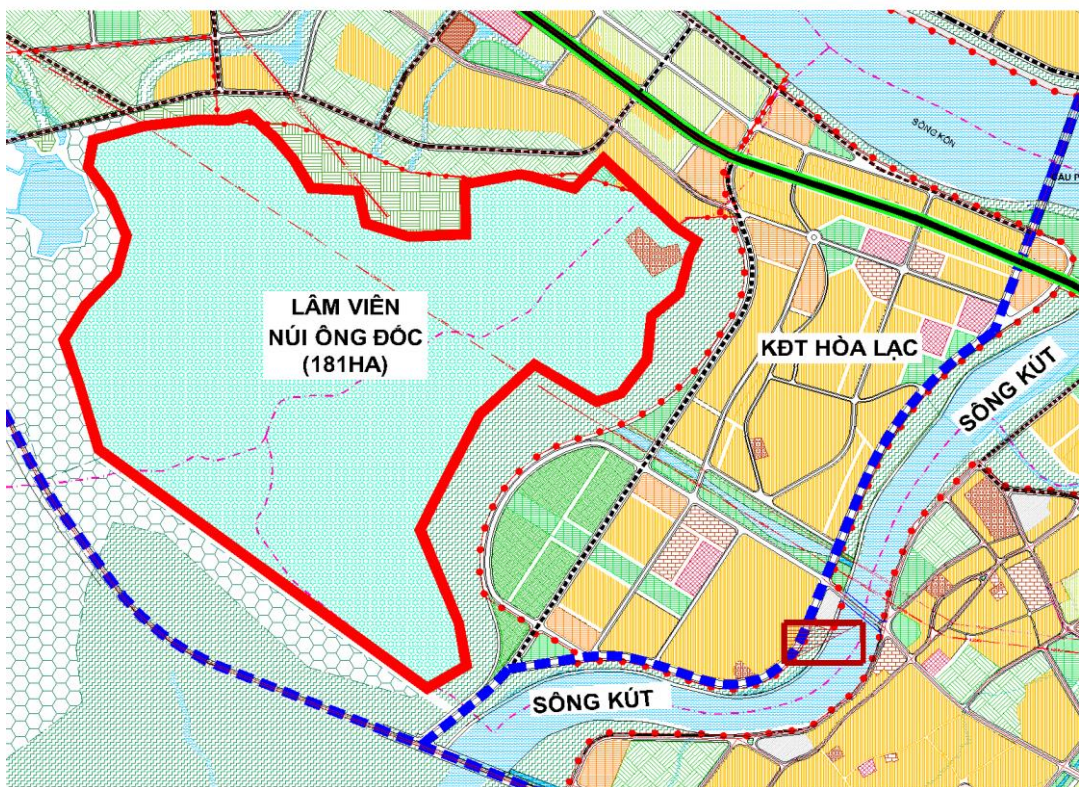 SÔNG KÔN
LÂM VIÊN
NÚI ÔNG ĐỐC
(181HA)
KĐT HÒA LẠC
SÔNG KÚT
SÔNG KÚT